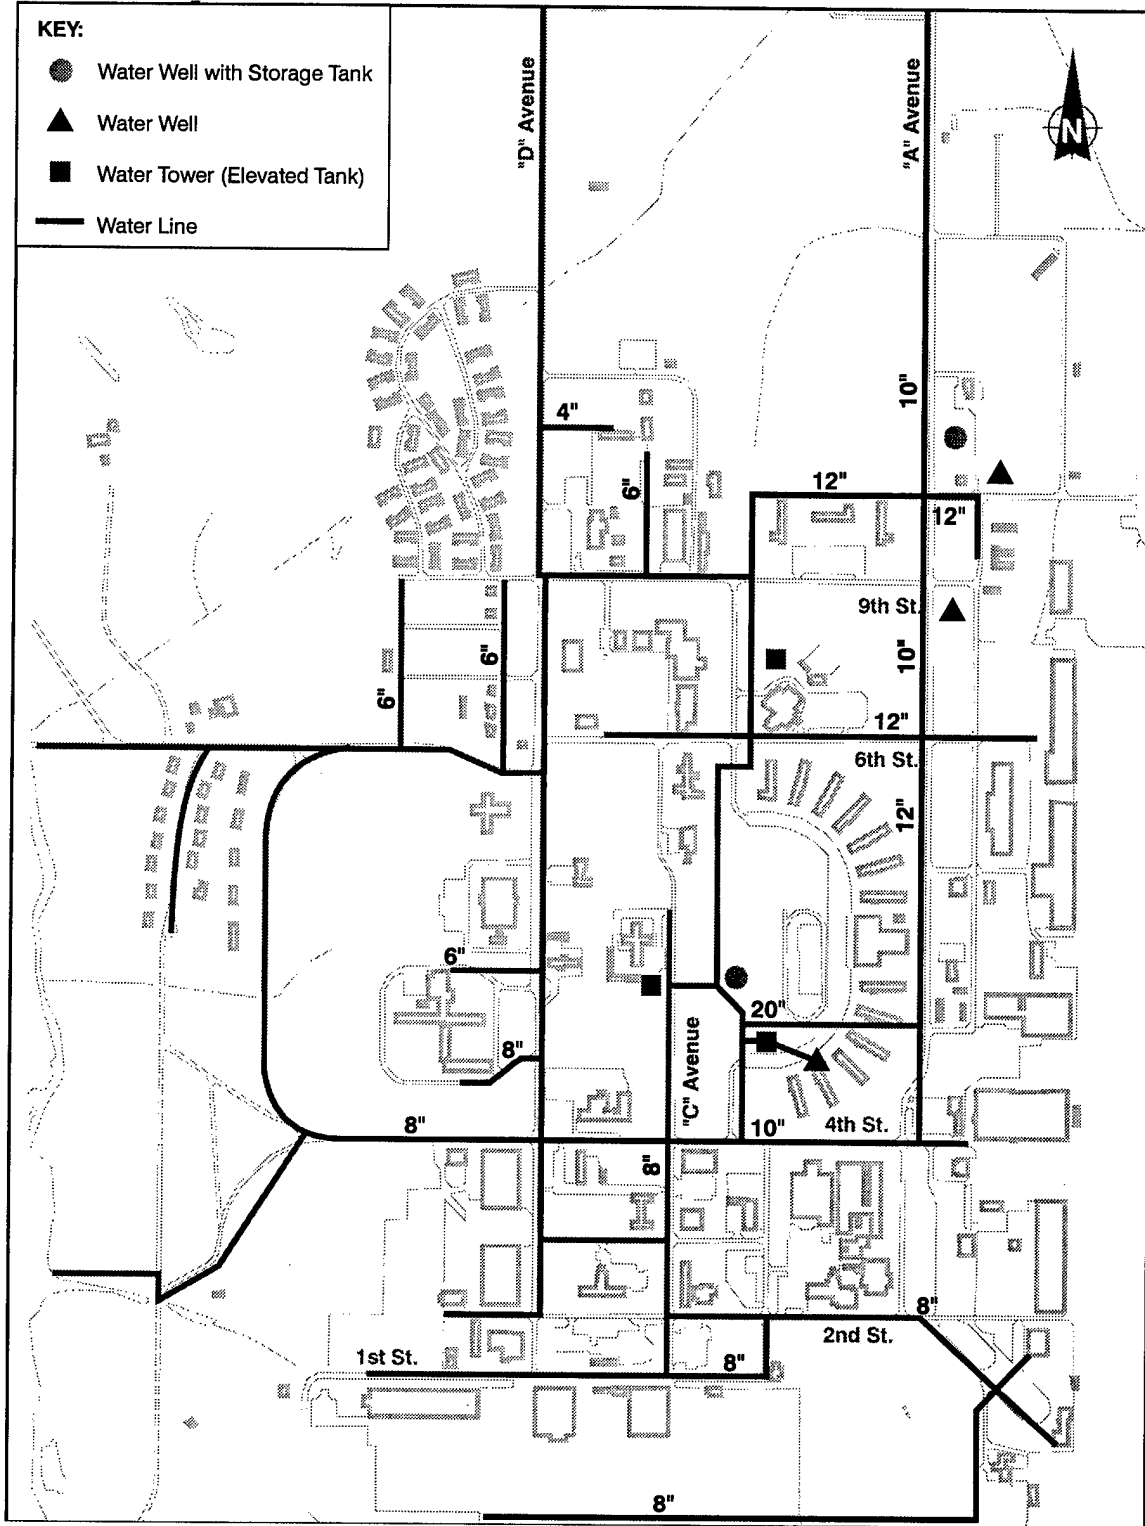 KEY:
Water Well with Storage Tank
Water Well
Water Tower (Elevated Tank)
Water Line
"D" Avenue
"A" Avenue
N
10"
4"
6"
12"
12"
9th St.
10"
6"
6"
12"
6th St.
12"
6"
20"
8"
"C" Avenue
8"
10"
4th St.
8"
8"
2nd St.
1st St.
8"
8"